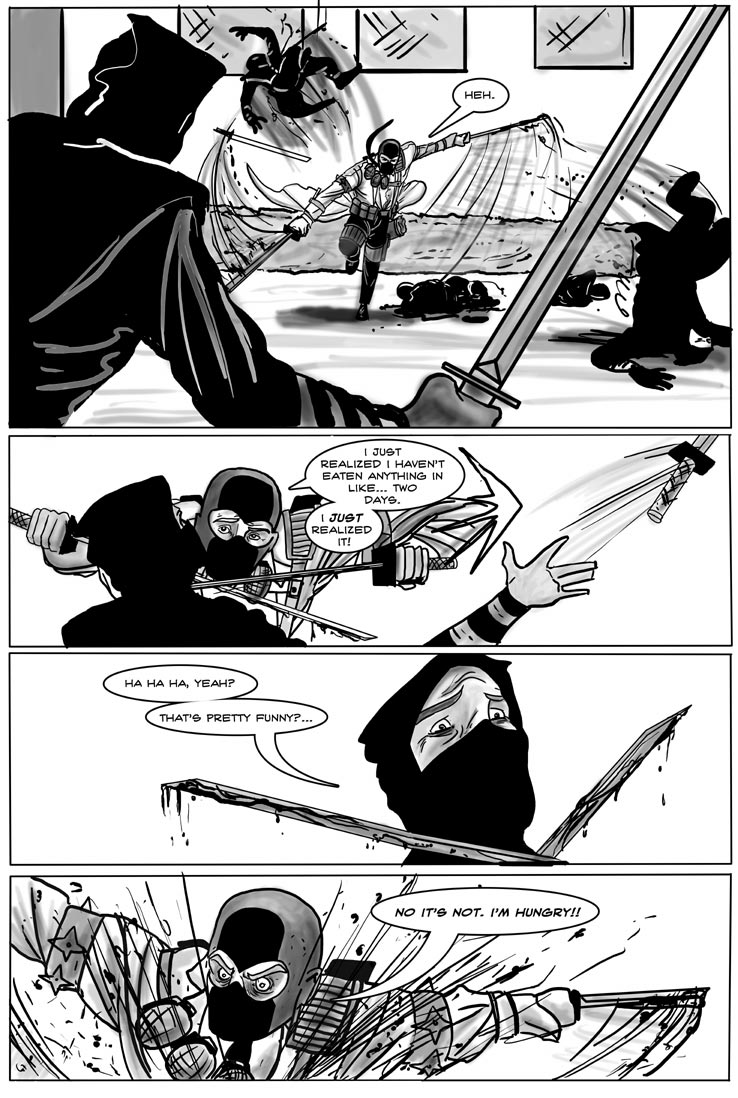 HEH.
I JUST
REALIZED I HAVEN'T
EATEN ANYTHING IN
LIKE... TWO
DAYS.
I JUST
REALIZED
IT!
HA HA HA, YEAH?
THAT'S PRETTY FUNNY?...
NO IT'S NOT. I'M HUNGRY!!